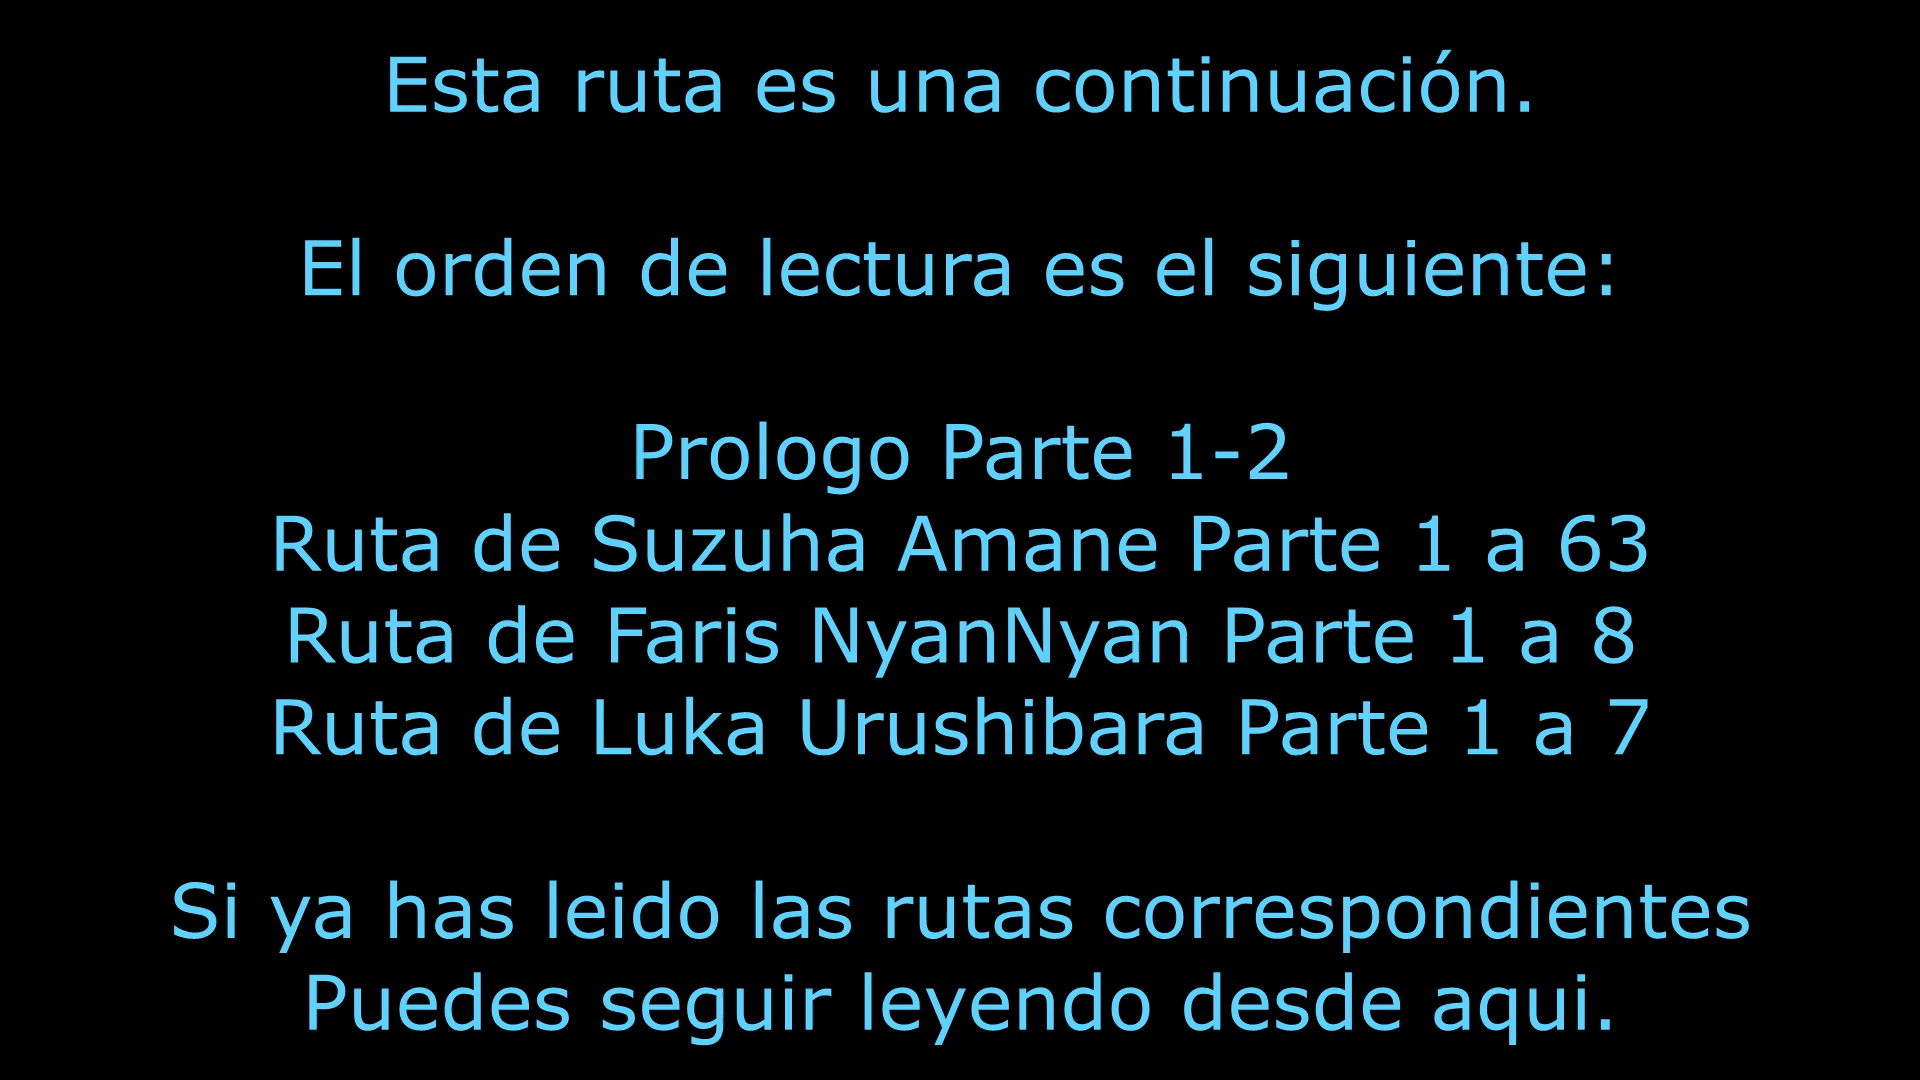 Esta ruta es una continuación.
El orden de lectura es el siguiente:
Prologo Parte 1-2
Ruta de Suzuha Amane Parte 1 a 63
Ruta de Faris NyanNyan Parte 1 a 8
Ruta de Luka Urushibara Parte 1 a 7
Si ya has leido las rutas correspondientes
Puedes seguir leyendo desde aqui.